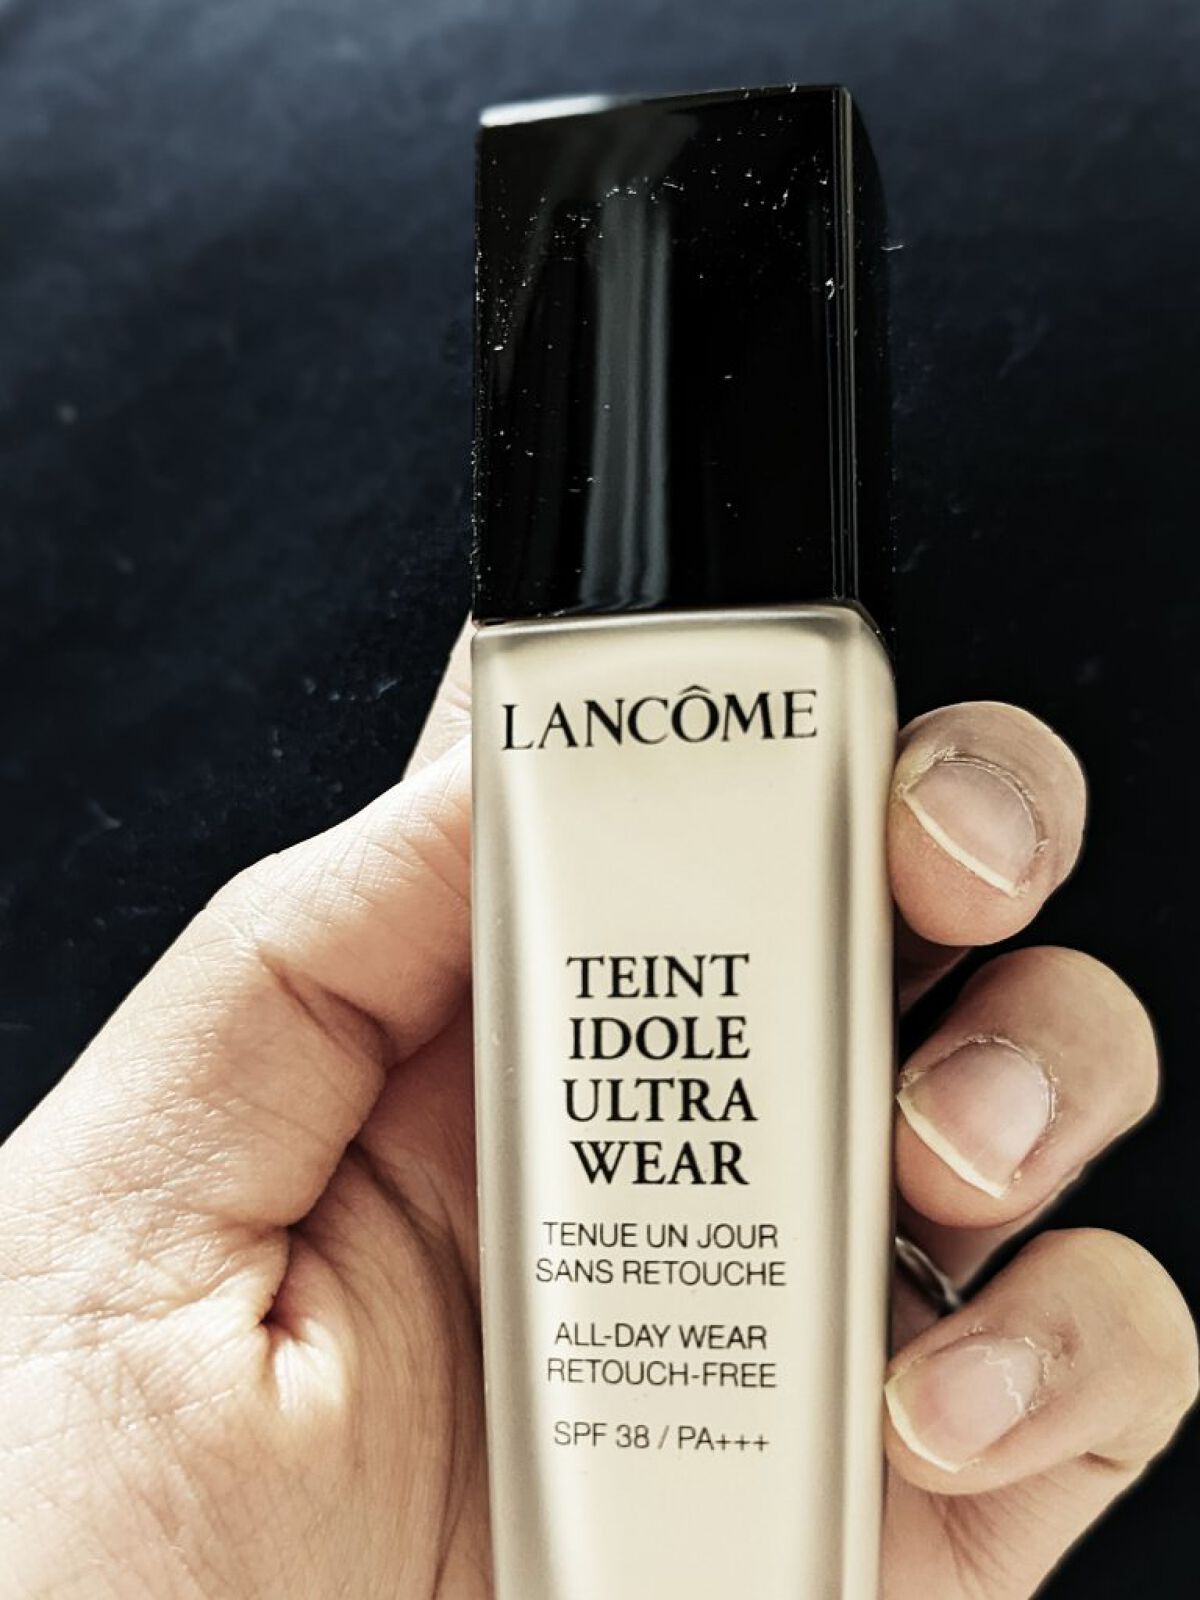 LANCÔME
TEINT
IDOLE
ULTRA
WEAR
TENUE UN JOUR
SANS RETOUCHE
ALL-DAY WEAR
RETOUCH-FREE
SPF 38 / PA+++